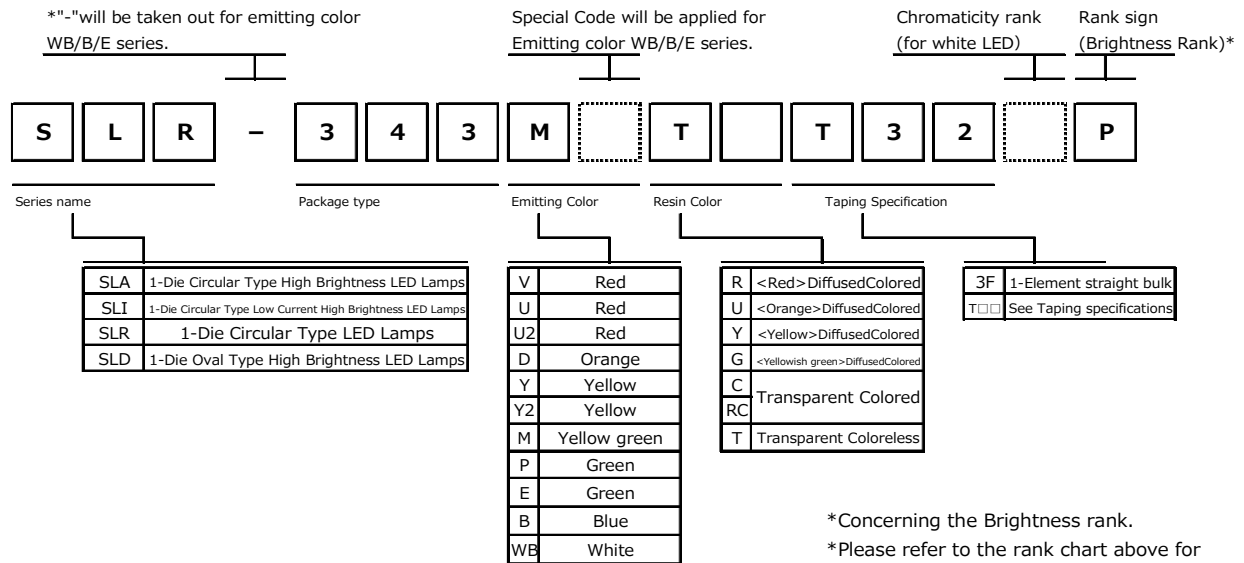 *"-"will be taken out for emitting color
WB/B/E series.
Special Code will be applied for
Emitting color WB/B/E series.
Chromaticity rank
(for white LED)
Rank sign
(Brightness Rank)*
S L R – 3 4 3 M T T 3 2 P
Series name
Package type
Emitting Color
Resin Color
Taping Specification
SLA 1-Die Circular Type High Brightness LED Lamps
SLI 1-Die Circular Type Low Current High Brightness LED Lamps
SLR 1-Die Circular Type LED Lamps
SLD 1-Die Oval Type High Brightness LED Lamps
V Red
U Red
U2 Red
D Orange
Y Yellow
Y2 Yellow
M Yellow green
P Green
E Green
B Blue
WB White
R <Red>DiffusedColored
U <Orange>DiffusedColored
Y <Yellow>DiffusedColored
G <Yellowish green>DiffusedColored
C
Transparent Colored
RC
T Transparent Coloreless
3F 1-Element straight bulk
T□□ See Taping specifications
*Concerning the Brightness rank.
*Please refer to the rank chart above for